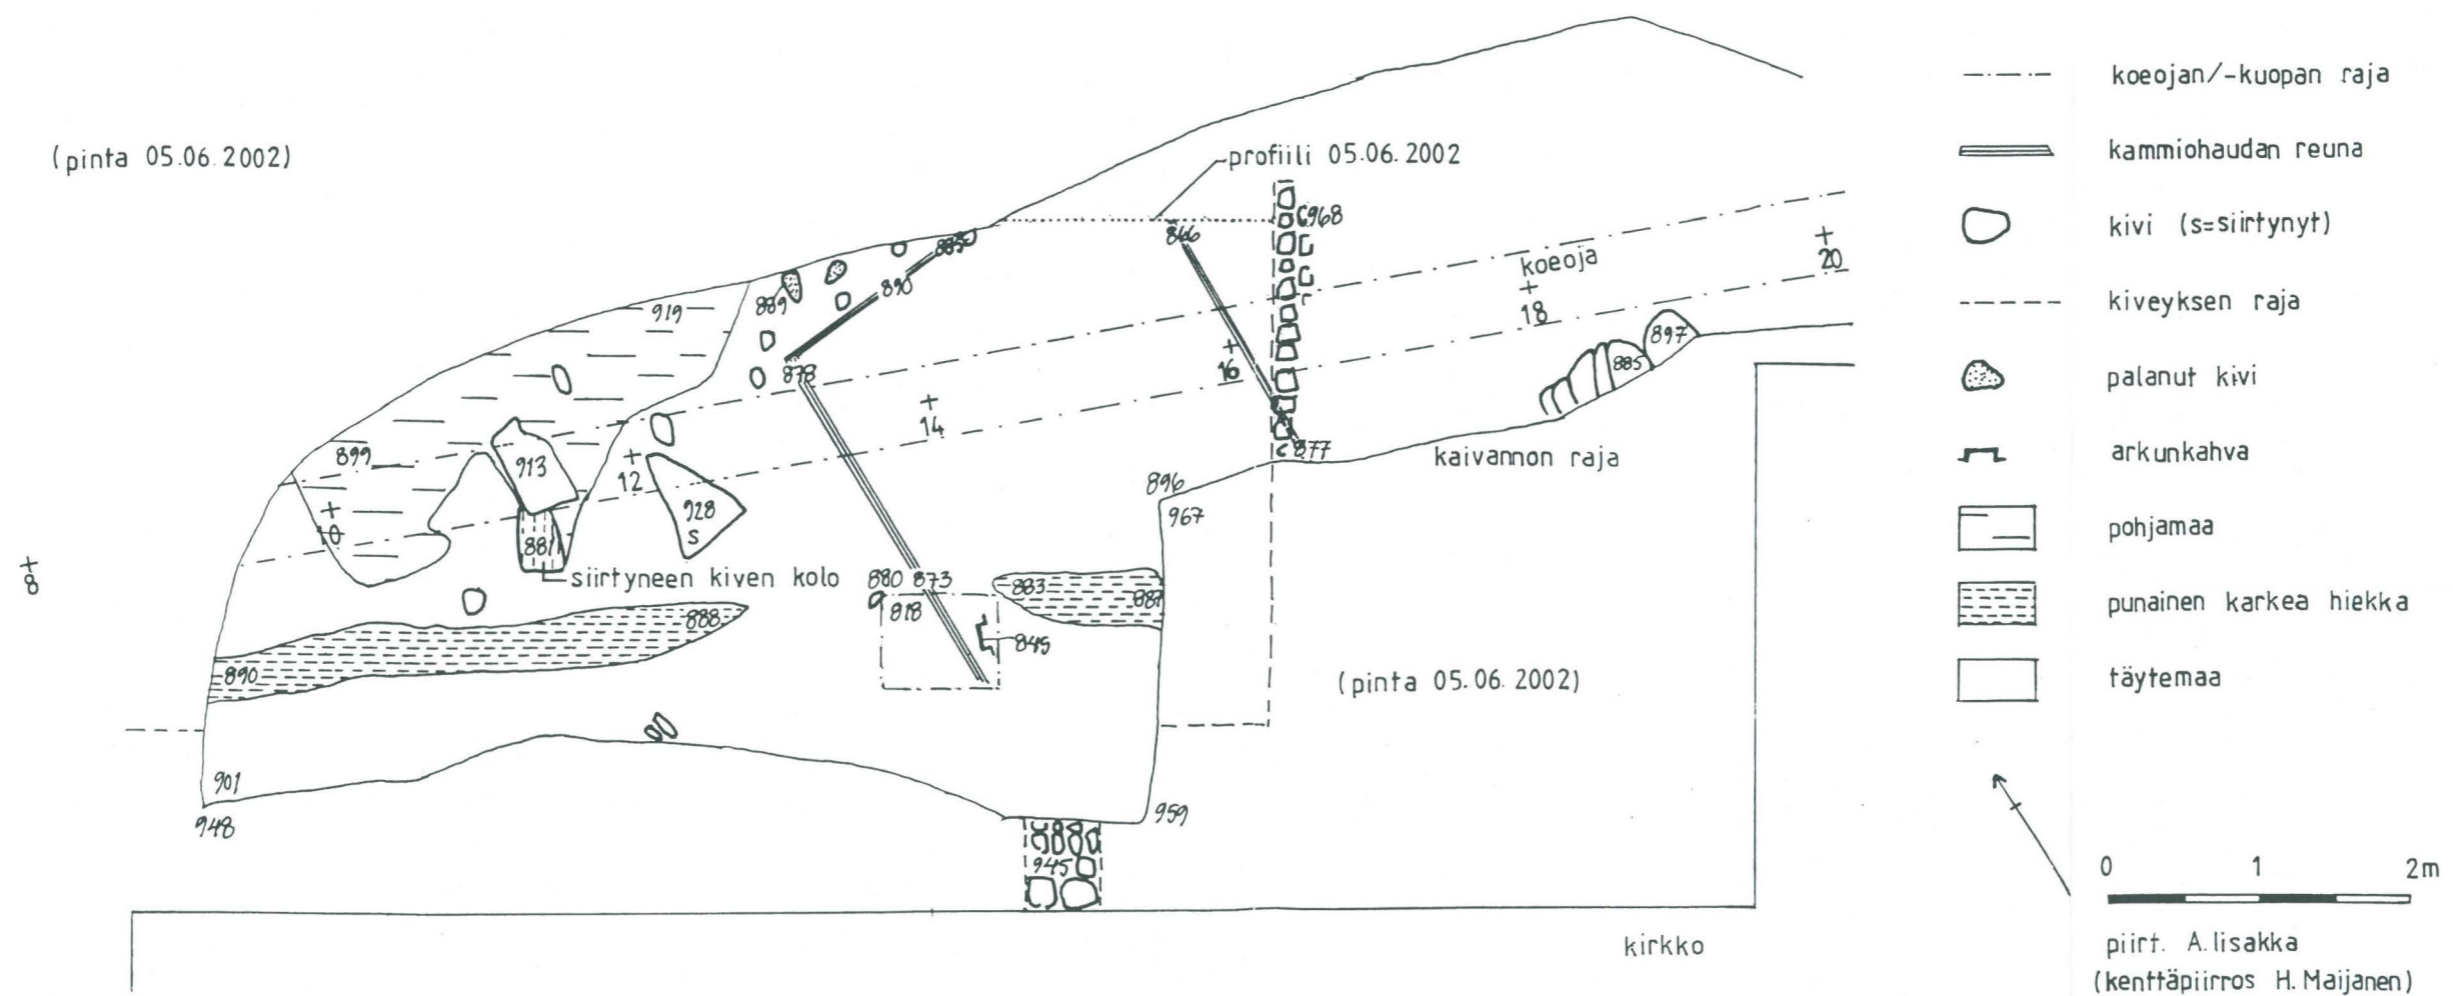 (pinta 05.06.2002)
profiili 05.06.2002
968
866
885
890
889
919
878
koeoja
+ 20
+ 18
+ 16
+ 14
+ 12
+ 10
+ 8
897
885
877
kaivannon raja
899
913
928
s
881
siirtyneen kiven kolo
896
967
880 873
818
883
887
845
888
890
(pinta 05.06.2002)
901
948
959
945
kirkko
koeojan/-kuopan raja
kammiohaudan reuna
kivi (s=siirtynyt)
kiveyksen raja
palanut kivi
arkunkahva
pohjamaa
punainen karkea hiekka
täytemaa
0 1 2m
piirt. A. Iisakka
(kenttäpiirros H. Maijanen)